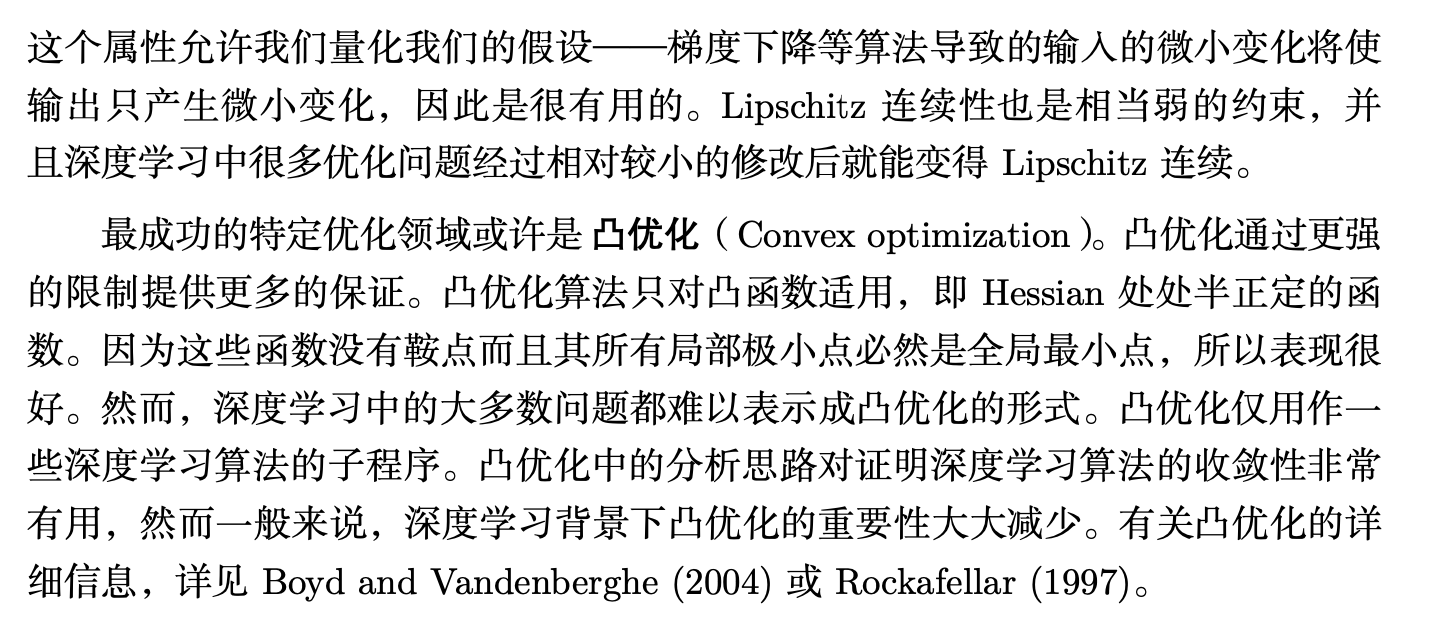 这个属性允许我们量化我们的假设——梯度下降等算法导致的输入的微小变化将使
输出只产生微小变化，因此是很有用的。Lipschitz 连续性也是相当弱的约束，并
且深度学习中很多优化问题经过相对较小的修改后就能变得 Lipschitz 连续。
最成功的特定优化领域或许是 凸优化（Convex optimization）。凸优化通过更强
的限制提供更多的保证。凸优化算法只对凸函数适用，即 Hessian 处处半正定的函
数。因为这些函数没有鞍点而且其所有局部极小点必然是全局最小点，所以表现很
好。然而，深度学习中的大多数问题都难以表示成凸优化的形式。凸优化仅用作一
些深度学习算法的子程序。凸优化中的分析思路对证明深度学习算法的收敛性非常
有用，然而一般来说，深度学习背景下凸优化的重要性大大减少。有关凸优化的详
细信息，详见 Boyd and Vandenberghe (2004) 或 Rockafellar (1997)。